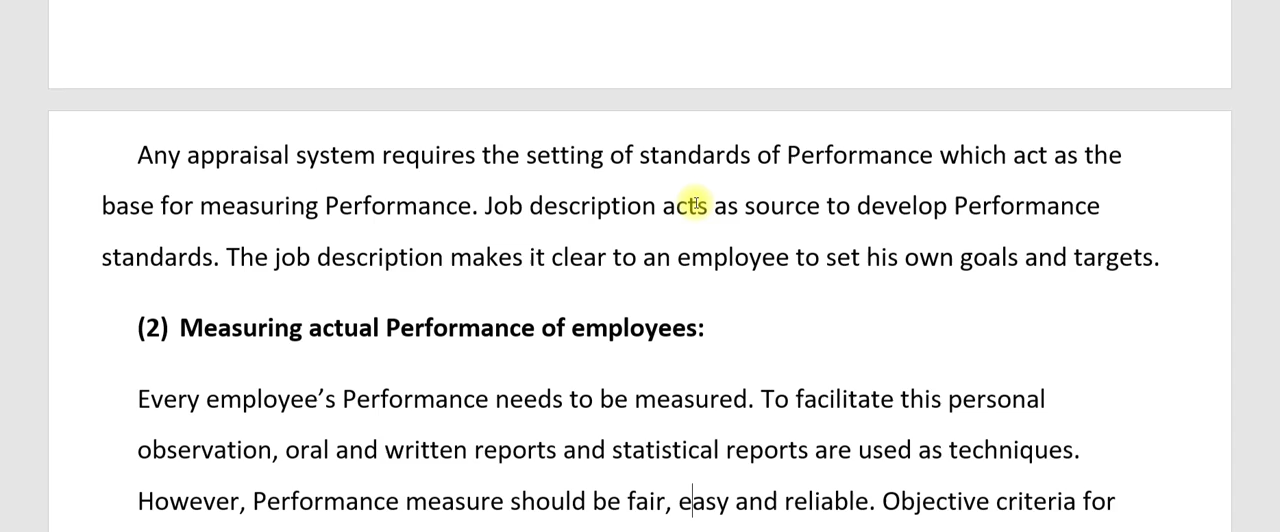 Any appraisal system requires the setting of standards of Performance which act as the
base for measuring Performance. Job description acts as source to develop Performance
standards. The job description makes it clear to an employee to set his own goals and targets.
(2) Measuring actual Performance of employees:
Every employee’s Performance needs to be measured. To facilitate this personal
observation, oral and written reports and statistical reports are used as techniques.
However, Performance measure should be fair, easy and reliable. Objective criteria for